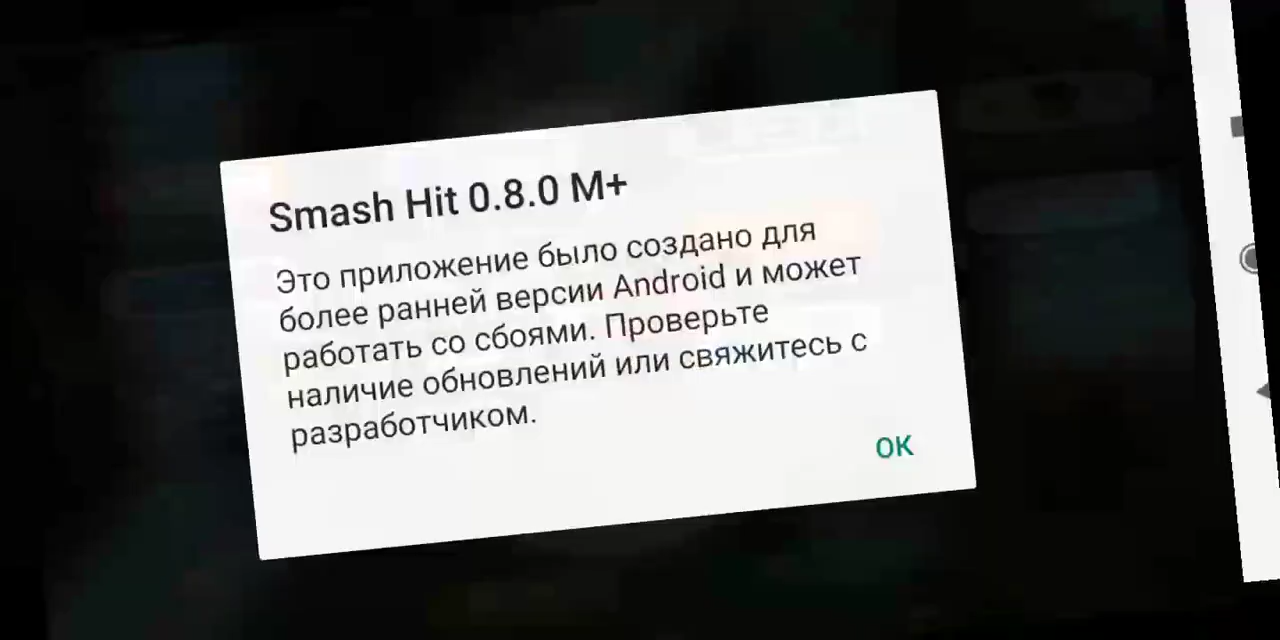 Smash Hit 0.8.0 M+
Это приложение было создано для
более ранней версии Android и может
работать со сбоями. Проверьте
наличие обновлений или свяжитесь с
разработчиком.
ОК